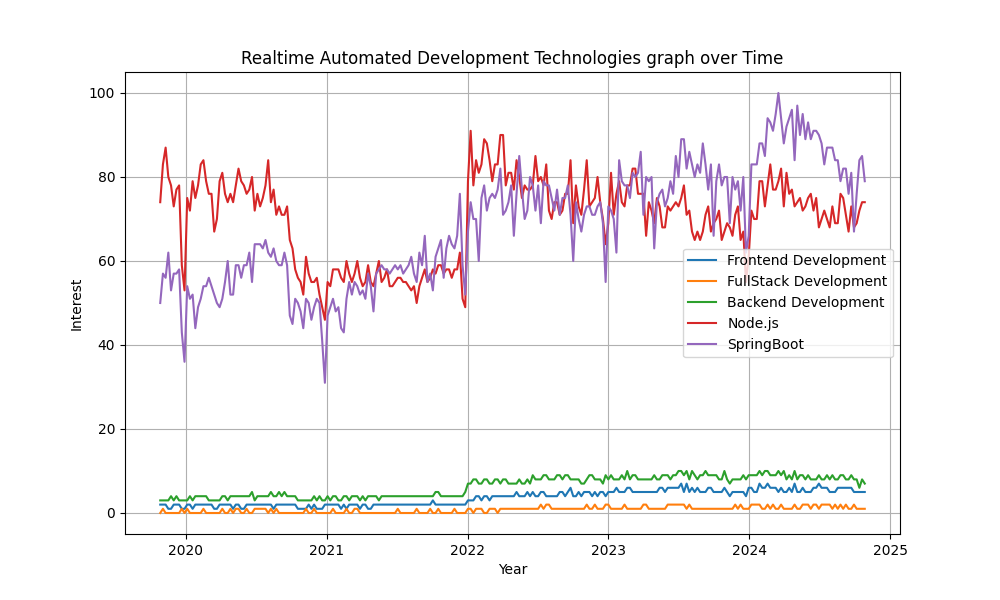 Realtime Automated Development Technologies graph over Time
100
80
60
40
20
0
Interest
Frontend Development
FullStack Development
Backend Development
Node.js
SpringBoot
2020 2021 2022 2023 2024 2025
Year